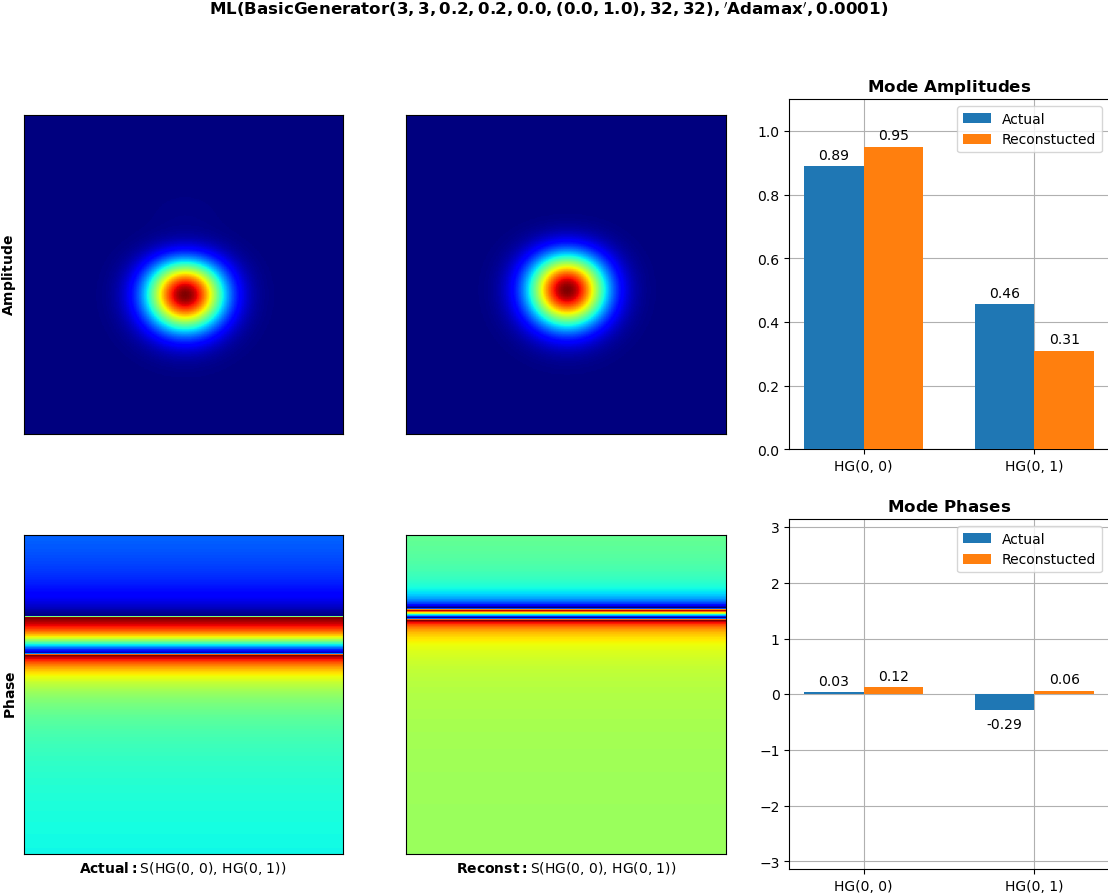 ML(BasicGenerator(3, 3, 0.2, 0.2, 0.0, (0.0, 1.0), 32, 32), ′Adamax′, 0.0001)
Mode Amplitudes
Amplitude
1.0
0.8
0.6
0.4
0.2
0.0
Actual
Reconstucted
0.89
0.95
0.46
0.31
HG(0, 0)
HG(0, 1)
Mode Phases
Phase
3
2
1
0
−1
−2
−3
Actual
Reconstucted
0.03
0.12
-0.29
0.06
HG(0, 0)
HG(0, 1)
Actual: S(HG(0, 0), HG(0, 1))
Reconst: S(HG(0, 0), HG(0, 1))